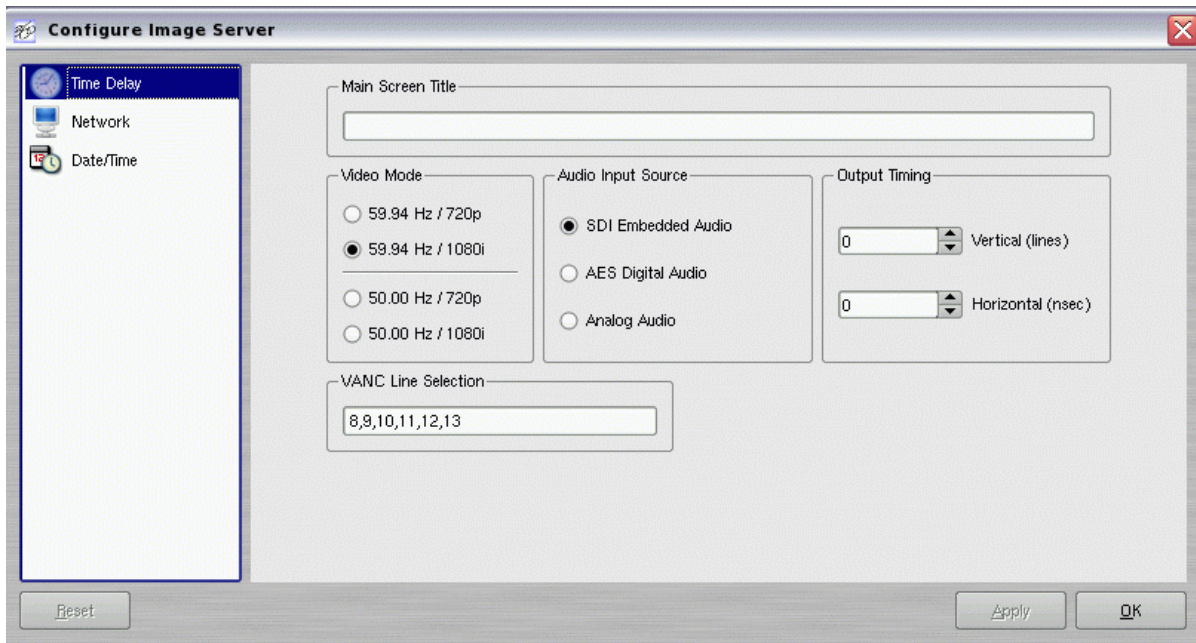 Configure Image Server
Time Delay
Network
Date/Time
Main Screen Title
Video Mode
59.94 Hz / 720p
59.94 Hz / 1080i
50.00 Hz / 720p
50.00 Hz / 1080i
Audio Input Source
SDI Embedded Audio
AES Digital Audio
Analog Audio
Output Timing
0 Vertical (lines)
0 Horizontal (nsec)
VANC Line Selection
8,9,10,11,12,13
Reset
Apply
OK